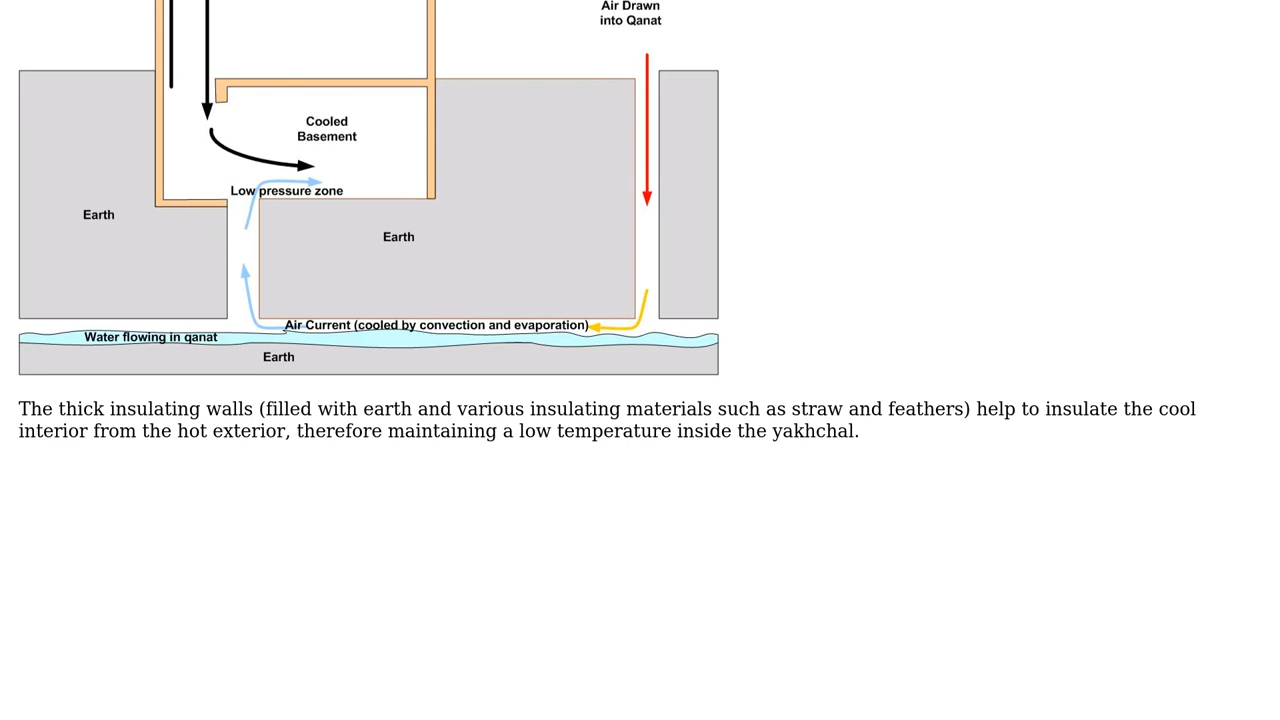 Air Drawn
into Qanat
Cooled
Basement
Low pressure zone
Earth
Earth
Air Current (cooled by convection and evaporation)
Water flowing in qanat
Earth
The thick insulating walls (filled with earth and various insulating materials such as straw and feathers) help to insulate the cool
interior from the hot exterior, therefore maintaining a low temperature inside the yakhchal.